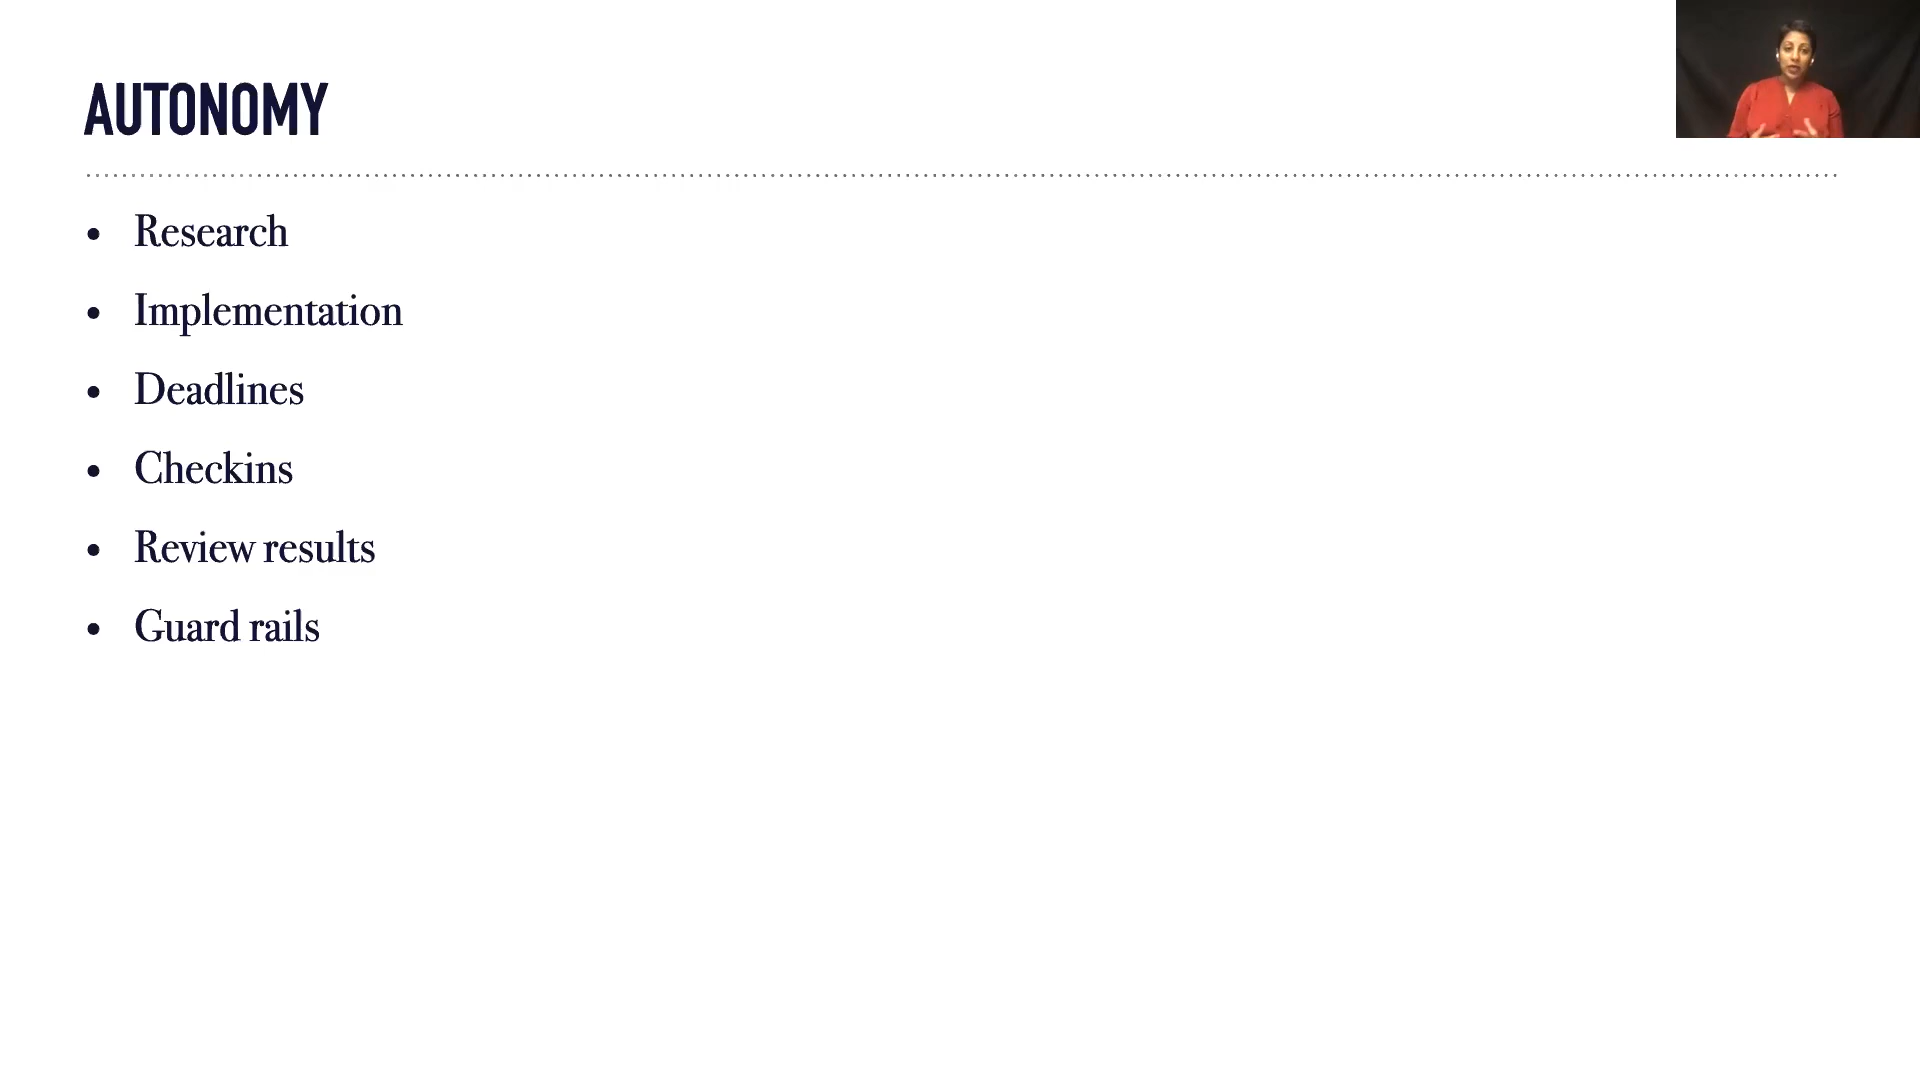 AUTONOMY
• Research
• Implementation
• Deadlines
• Checkins
• Review results
• Guard rails